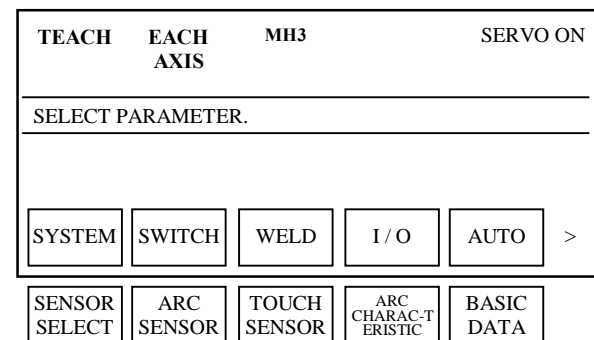 TEACH EACH AXIS MH3 SERVO ON
SELECT PARAMETER.
SYSTEM SWITCH WELD I / O AUTO >
SENSOR SELECT ARC SENSOR TOUCH SENSOR ARC CHARAC-T ERISTIC BASIC DATA